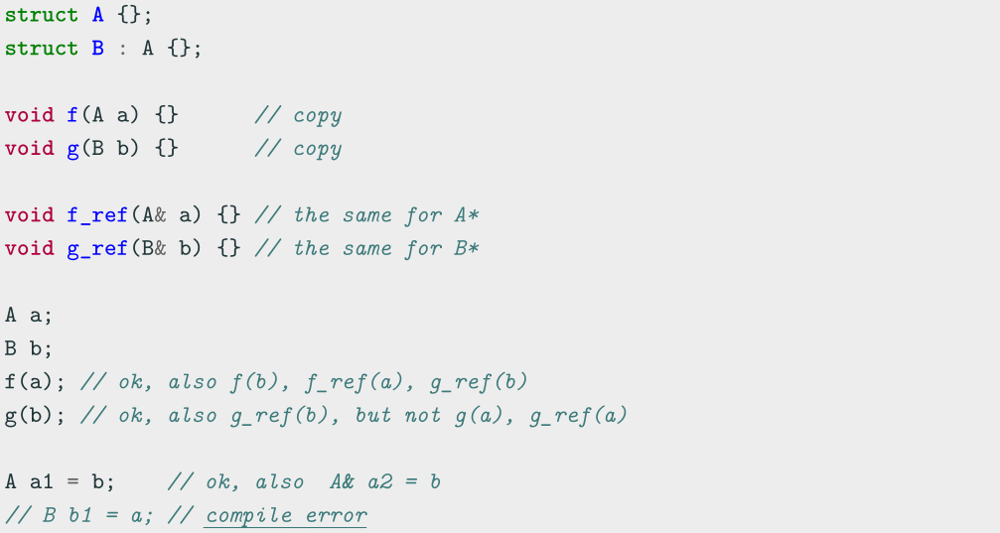 struct A {};
struct B : A {};
void f(A a) {} // copy
void g(B b) {} // copy
void f_ref(A& a) {} // the same for A*
void g_ref(B& b) {} // the same for B*
A a;
B b;
f(a); // ok, also f(b), f_ref(a), g_ref(b)
g(b); // ok, also g_ref(b), but not g(a), g_ref(a)
A a1 = b; // ok, also A& a2 = b
// B b1 = a; // compile error